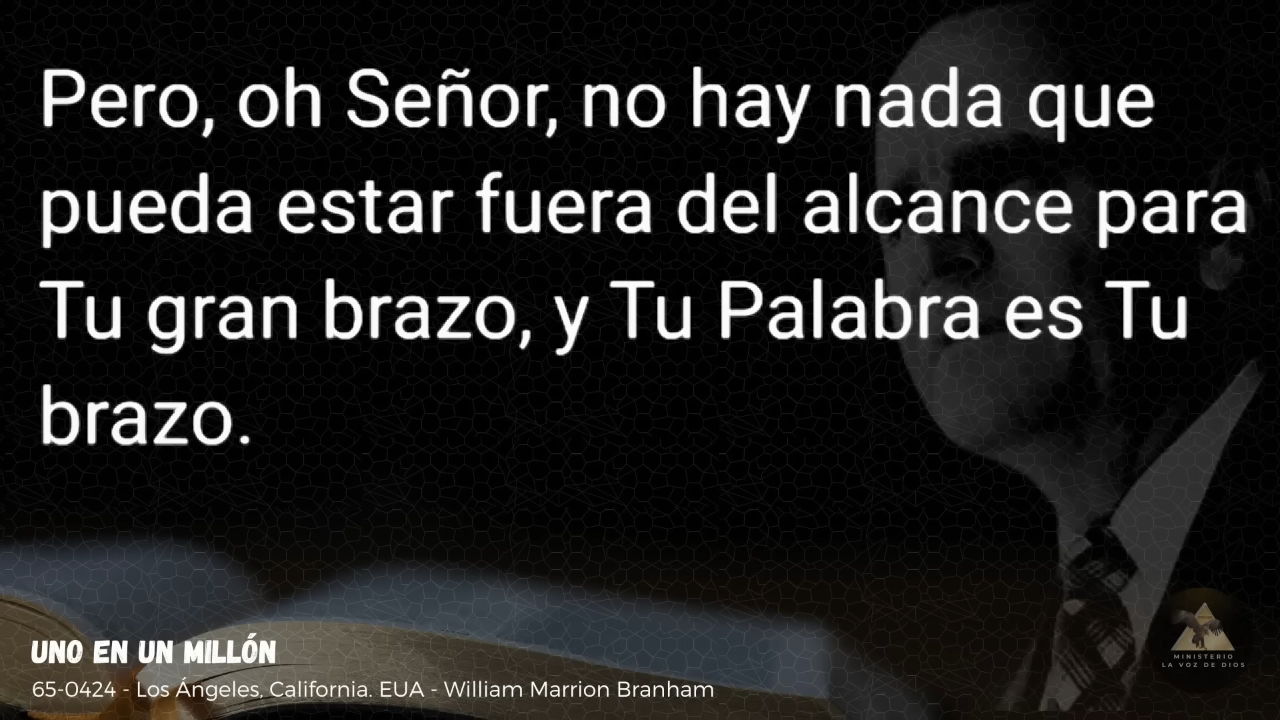 Pero, oh Señor, no hay nada que
pueda estar fuera del alcance para
Tu gran brazo, y Tu Palabra es Tu
brazo.
UNO EN UN MILLÓN
65-0424 - Los Ángeles, California. EUA - William Marrion Branham
MINISTERIO
LA VOZ DE DIOS